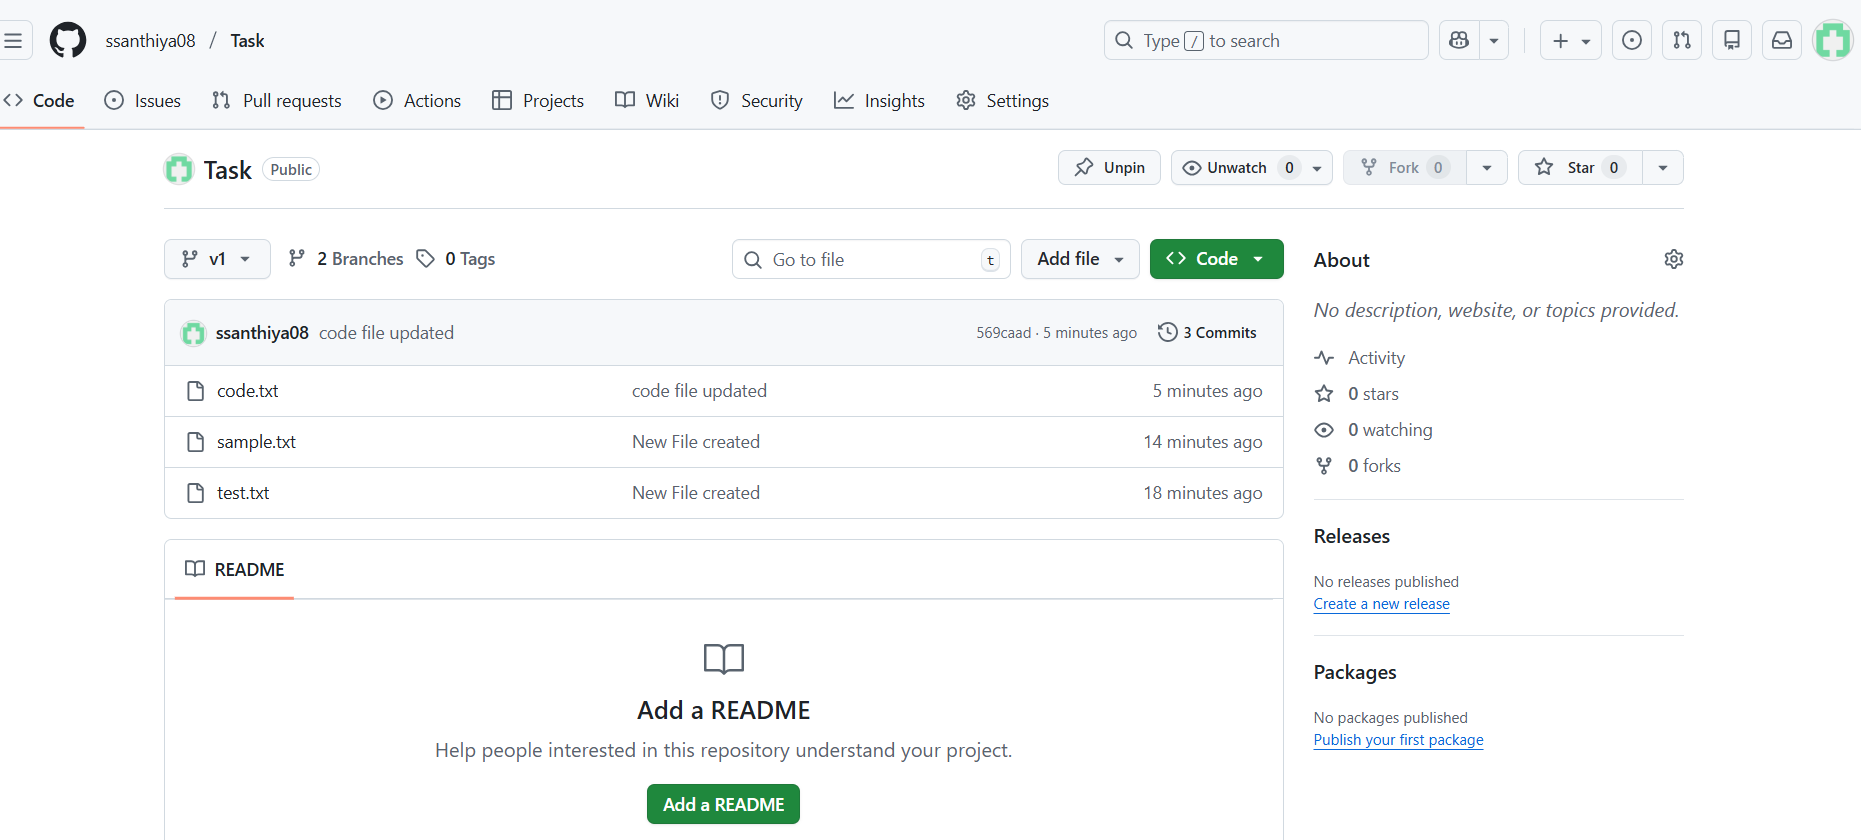 ssanthiya08 / Task
Type / to search
Code Issues Pull requests Actions Projects Wiki Security Insights Settings
Task Public
Unpin Unwatch 0 Fork 0 Star 0
v1 2 Branches 0 Tags Go to file t Add file Code
ssanthiya08 code file updated 569caad · 5 minutes ago 3 Commits
code.txt code file updated 5 minutes ago
sample.txt New File created 14 minutes ago
test.txt New File created 18 minutes ago
README
Add a README
Help people interested in this repository understand your project.
Add a README
About
No description, website, or topics provided.
Activity
0 stars
0 watching
0 forks
Releases
No releases published
Create a new release
Packages
No packages published
Publish your first package